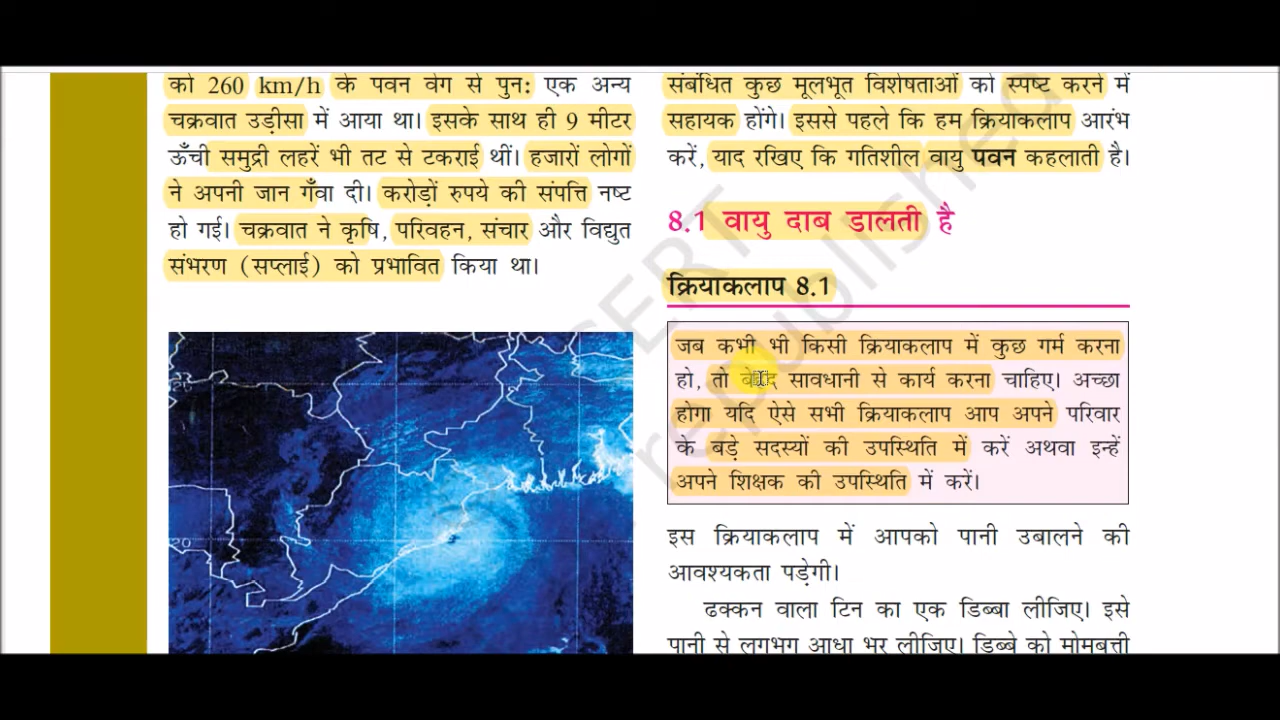 को 260 km/h के पवन वेग से पुन: एक अन्य
चक्रवात उड़ीसा में आया था। इसके साथ ही 9 मीटर
ऊँची समुद्री लहरें भी तट से टकराई थीं। हजारों लोगों
ने अपनी जान गँवा दी। करोड़ों रुपये की संपत्ति नष्ट
हो गई। चक्रवात ने कृषि, परिवहन, संचार और विद्युत
संभरण (सप्लाई) को प्रभावित किया था।
संबंधित कुछ मूलभूत विशेषताओं को स्पष्ट करने में
सहायक होंगे। इससे पहले कि हम क्रियाकलाप आरंभ
करें, याद रखिए कि गतिशील वायु पवन कहलाती है।
8.1 वायु दाब डालती है
क्रियाकलाप 8.1
जब कभी भी किसी क्रियाकलाप में कुछ गर्म करना
हो, तो सावधानी से कार्य करना चाहिए। अच्छा
होगा यदि ऐसे सभी क्रियाकलाप आप अपने परिवार
के बड़े सदस्यों की उपस्थिति में करें अथवा इन्हें
अपने शिक्षक की उपस्थिति में करें।
इस क्रियाकलाप में आपको पानी उबालने की
आवश्यकता पड़ेगी।
ढक्कन वाला टिन का एक डिब्बा लीजिए। इसे
पानी से लगभग आधा भर लीजिए। डिब्बे को मोमबत्ती
republished